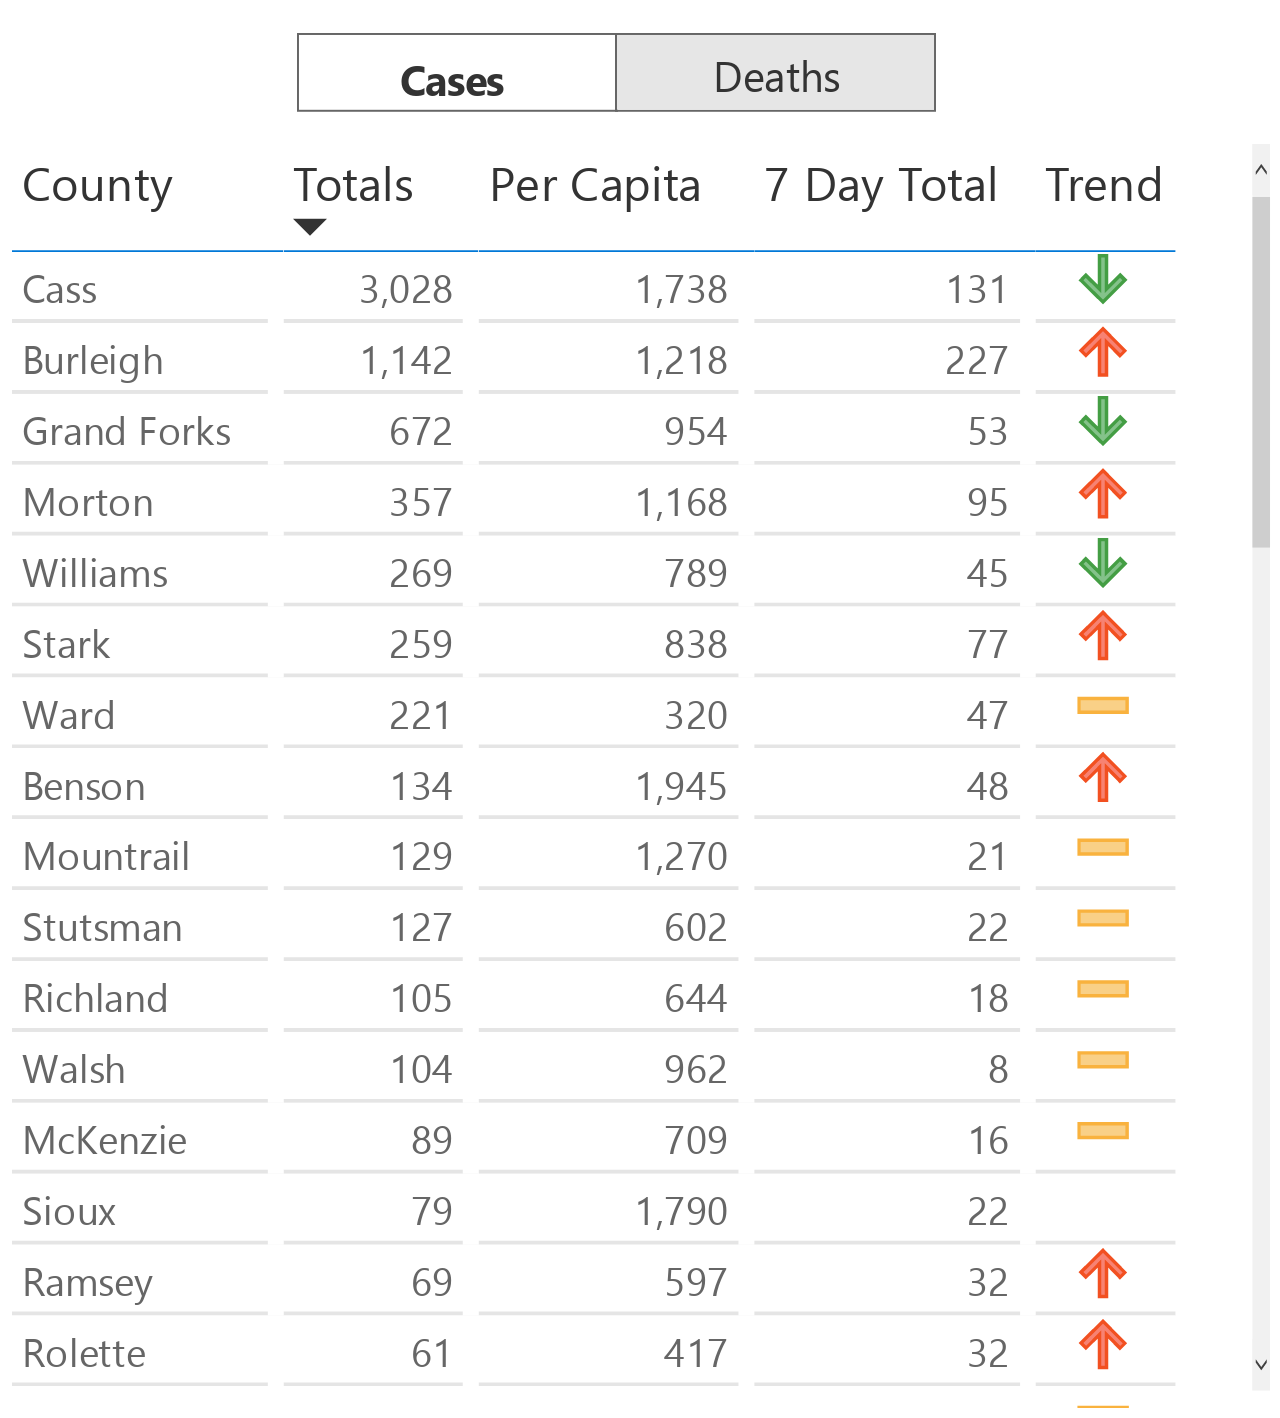 Cases Deaths
County Totals Per Capita 7 Day Total Trend
Cass 3,028 1,738 131
Burleigh 1,142 1,218 227
Grand Forks 672 954 53
Morton 357 1,168 95
Williams 269 789 45
Stark 259 838 77
Ward 221 320 47
Benson 134 1,945 48
Mountrail 129 1,270 21
Stutsman 127 602 22
Richland 105 644 18
Walsh 104 962 8
McKenzie 89 709 16
Sioux 79 1,790 22
Ramsey 69 597 32
Rolette 61 417 32